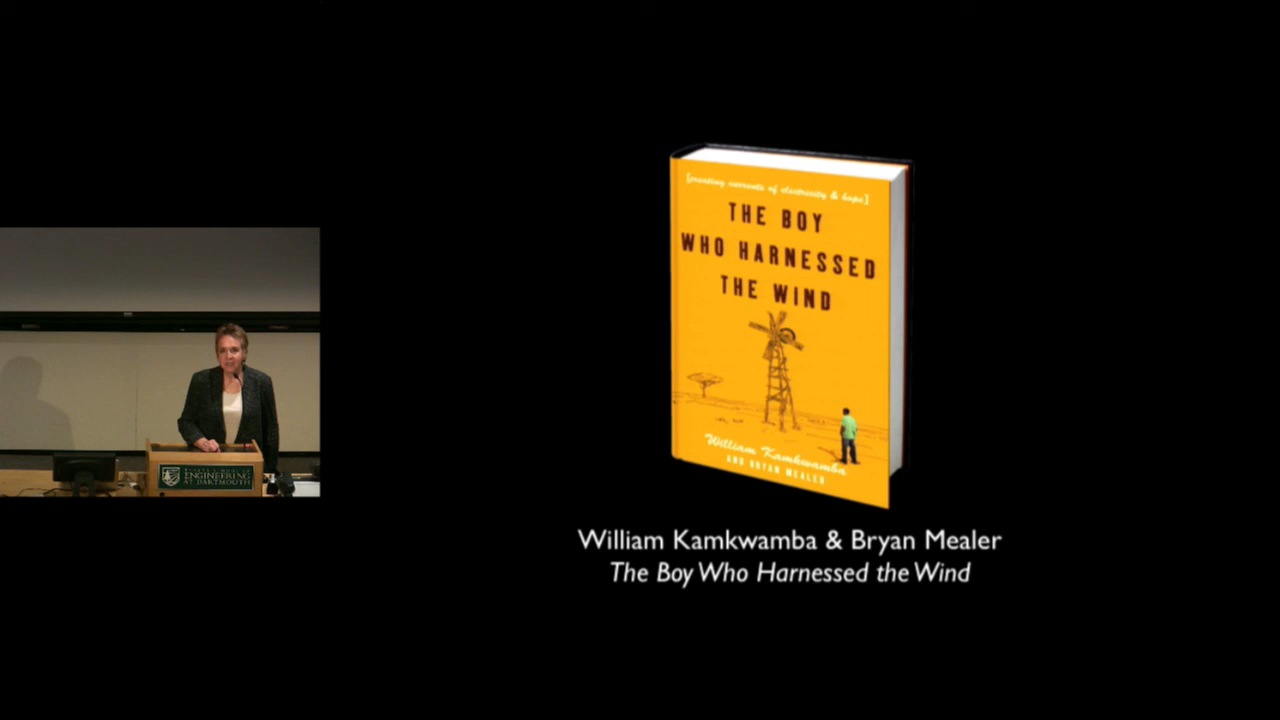 [creating currents of electricity & hope]
THE BOY
WHO HARNESSED
THE WIND
William Kamkwamba
AND BRYAN MEALER
ENGINEERING
AT DARTMOUTH
William Kamkwamba & Bryan Mealer
The Boy Who Harnessed the Wind